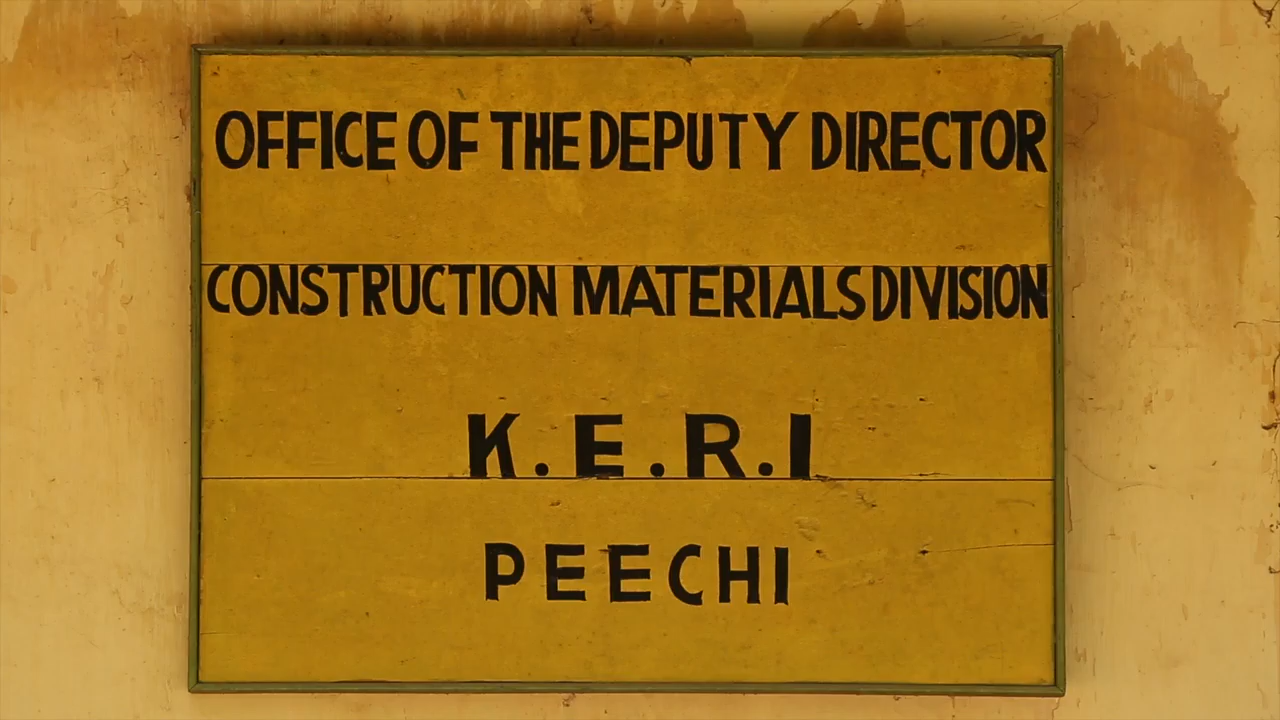 OFFICE OF THE DEPUTY DIRECTOR
CONSTRUCTION MATERIALS DIVISION
K.E.R.I
PEECHI